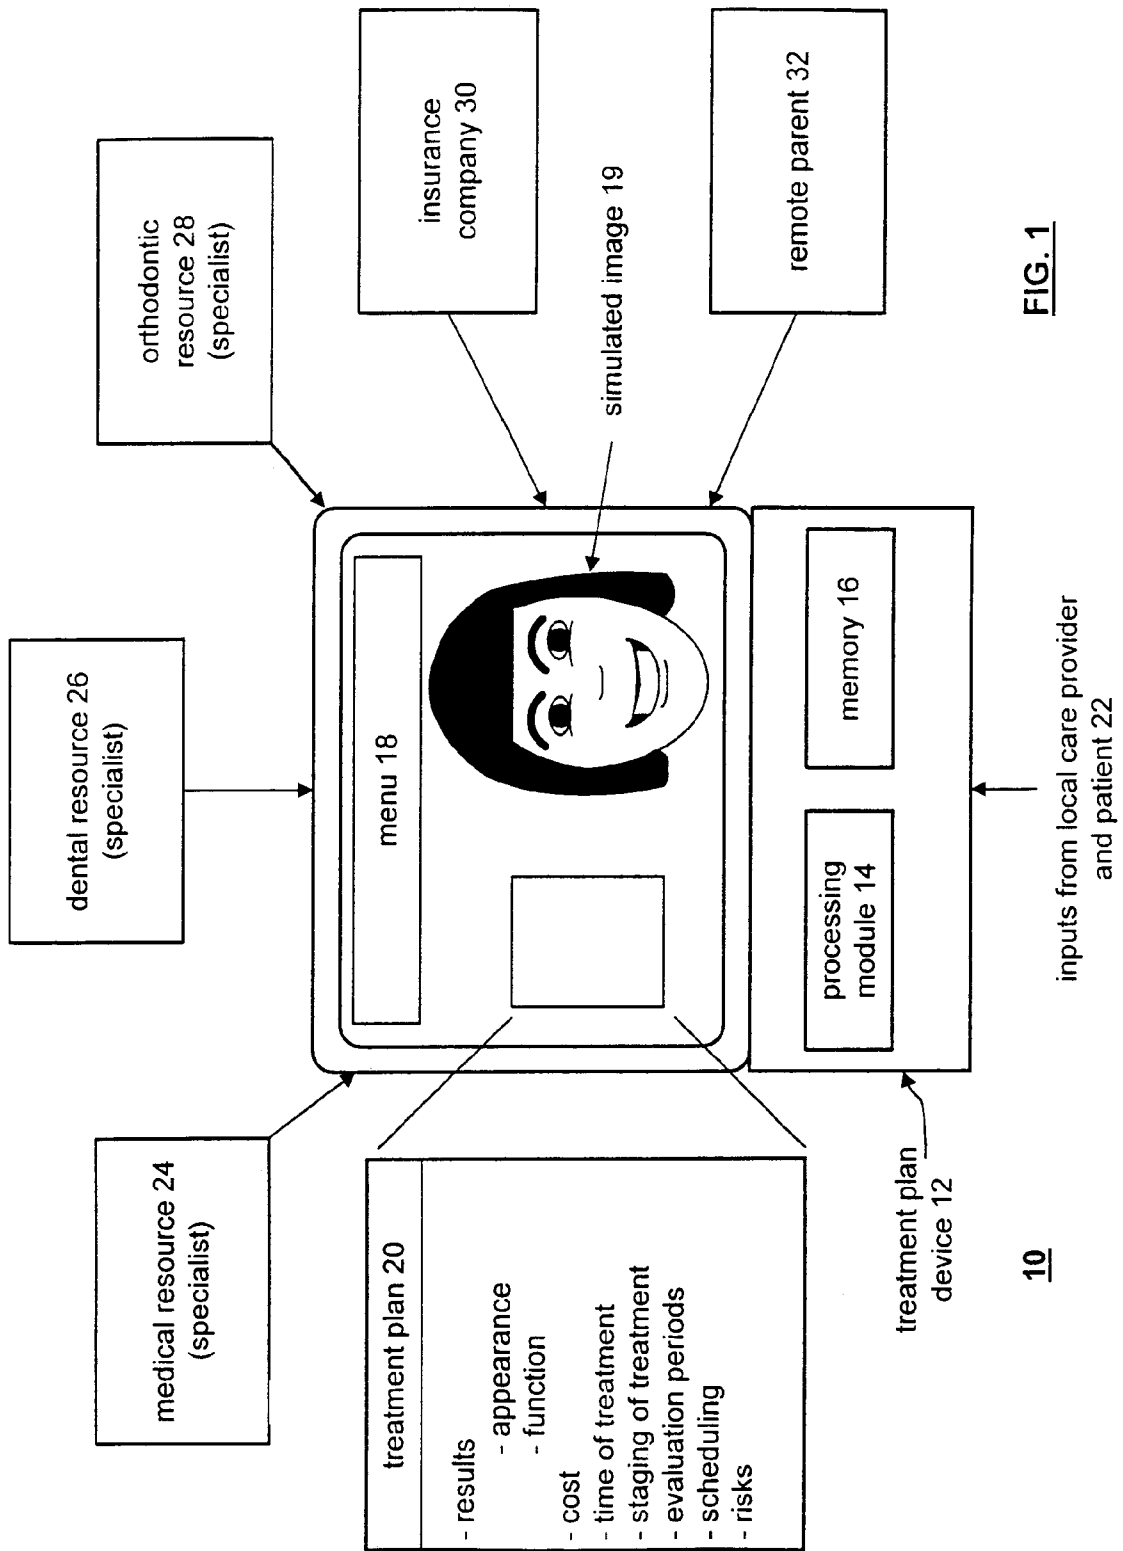 dental resource 26
(specialist)
medical resource 24
(specialist)
orthodontic
resource 28
(specialist)
treatment plan 20
- results
- appearance
- function
- cost
- time of treatment
- staging of treatment
- evaluation periods
- scheduling
- risks
menu 18
insurance
company 30
simulated image 19
remote parent 32
processing
module 14
memory 16
treatment plan
device 12
inputs from local care provider
and patient 22
10
FIG. 1